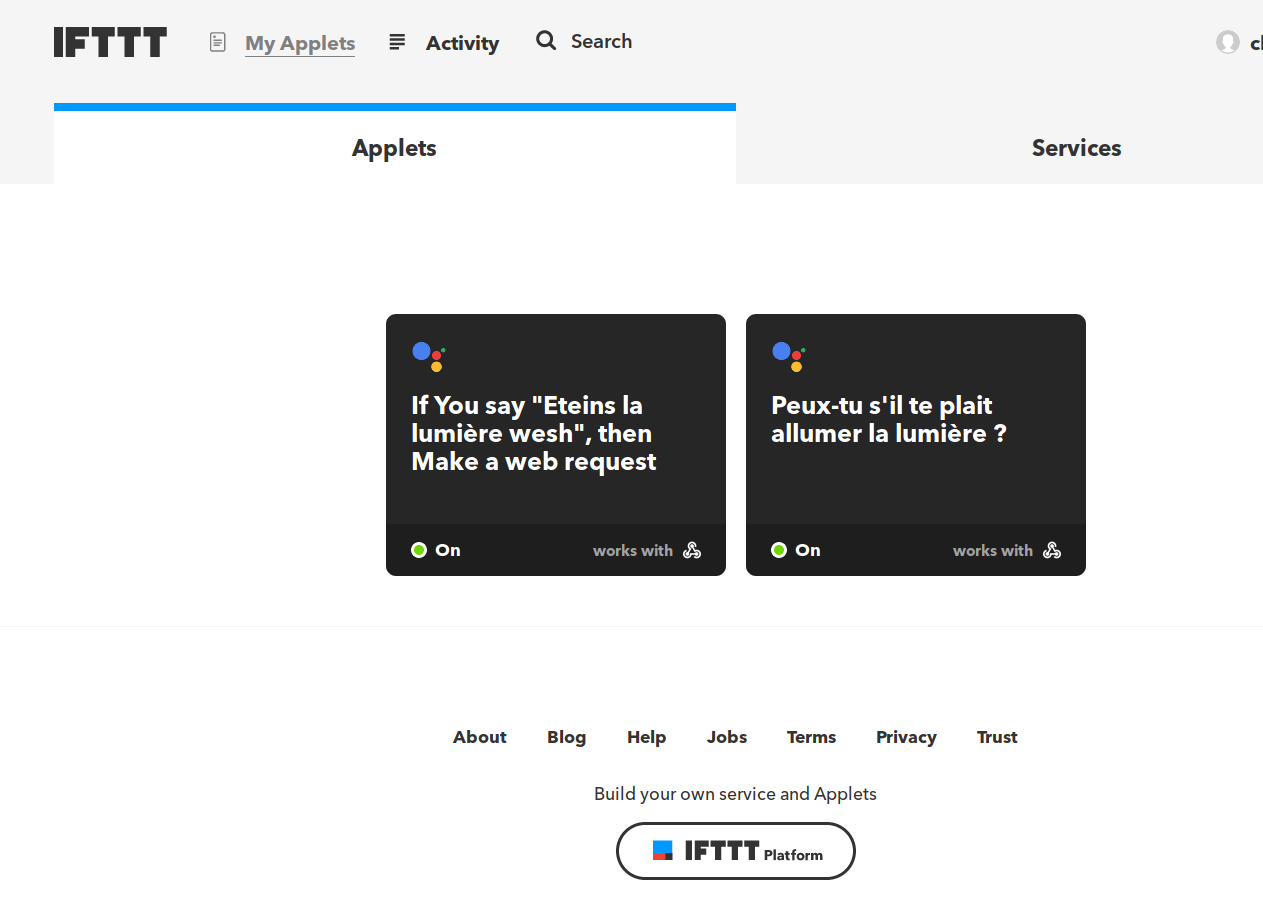 IFTTT My Applets Activity Search
Applets Services
If You say "Eteins la
lumière wesh", then
Make a web request
On works with
Peux-tu s'il te plait
allumer la lumière ?
On works with
About Blog Help Jobs Terms Privacy Trust
Build your own service and Applets
IFTTT Platform